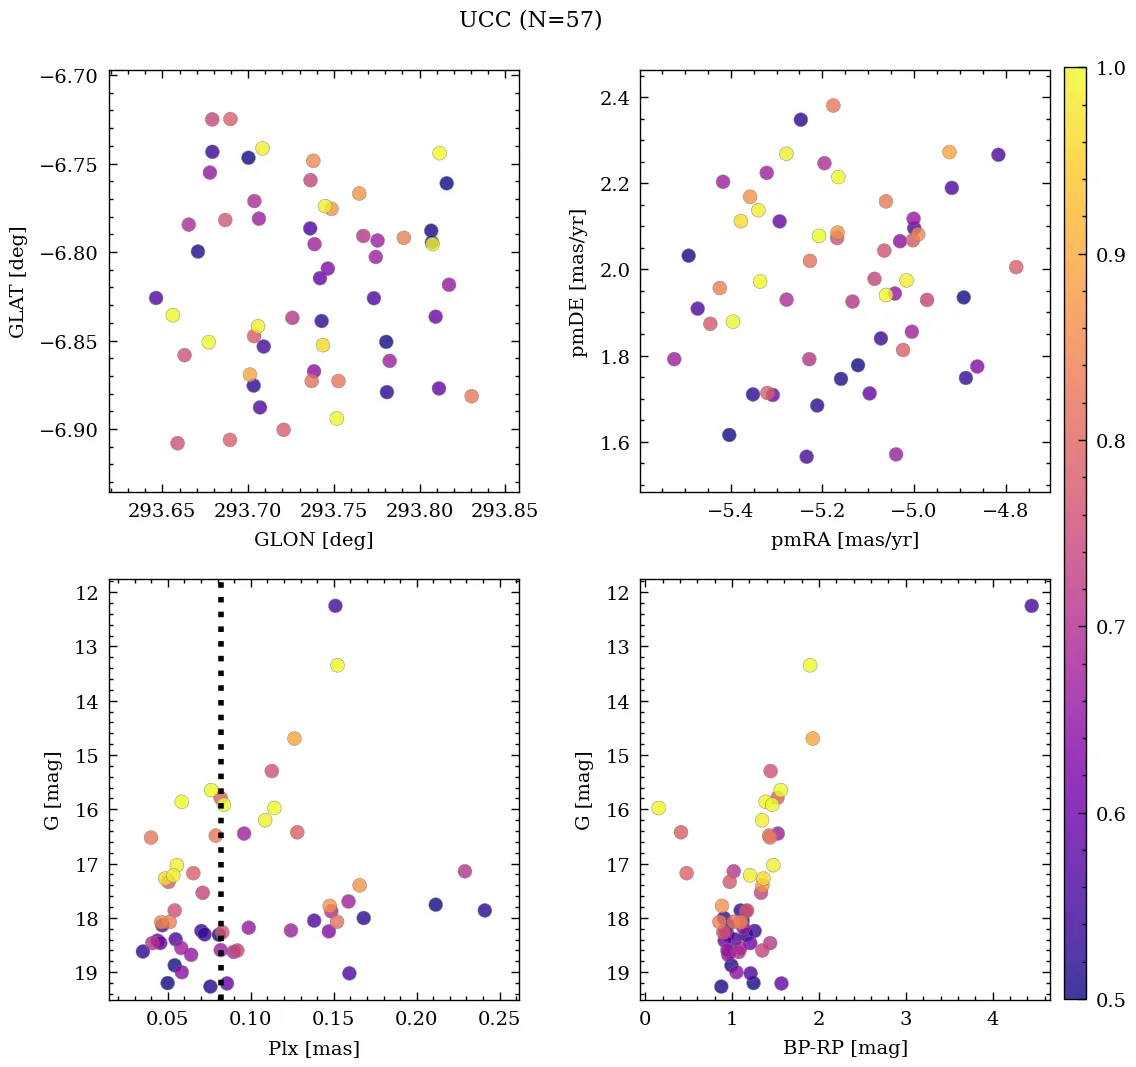 UCC (N=57)
−6.70
−6.75
−6.80
−6.85
−6.90
GLAT [deg]
293.65 293.70 293.75 293.80 293.85
GLON [deg]
2.4
2.2
2.0
1.8
1.6
pmDE [mas/yr]
−5.4 −5.2 −5.0 −4.8
pmRA [mas/yr]
12
13
14
15
16
17
18
19
G [mag]
0.05 0.10 0.15 0.20 0.25
Plx [mas]
12
13
14
15
16
17
18
19
G [mag]
0 1 2 3 4
BP-RP [mag]
1.0
0.9
0.8
0.7
0.6
0.5